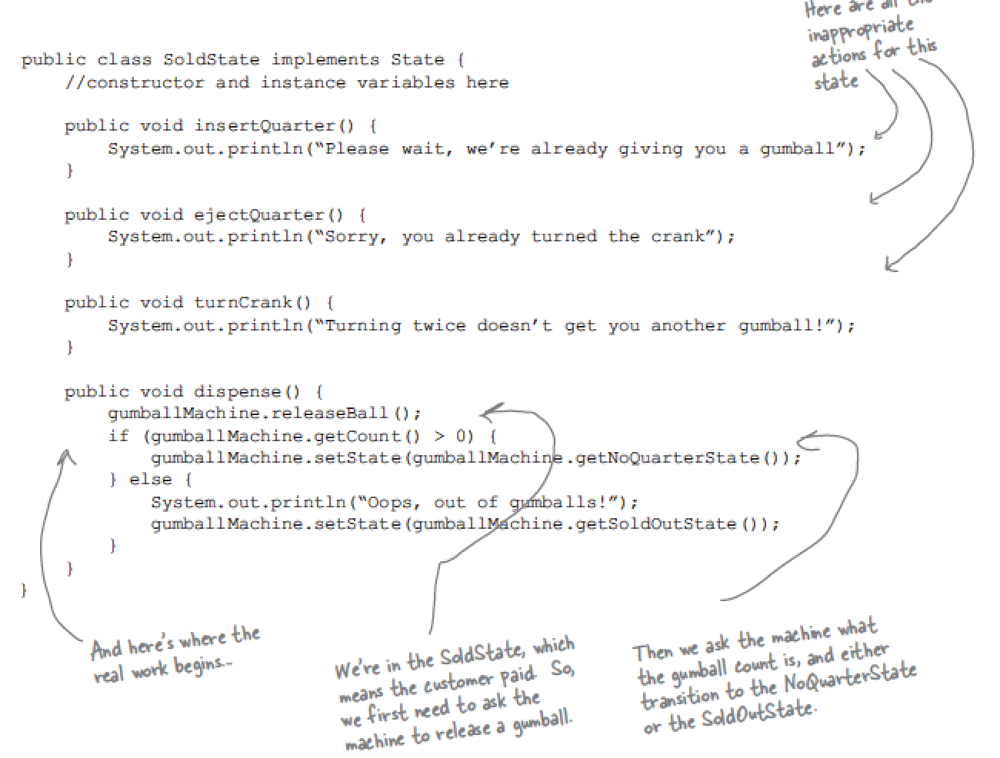 Here are all
inappropriate
actions for this
state
public class SoldState implements State {
//constructor and instance variables here
public void insertQuarter() {
System.out.println(“Please wait, we’re already giving you a gumball”);
}
public void ejectQuarter() {
System.out.println(“Sorry, you already turned the crank”);
}
public void turnCrank() {
System.out.println(“Turning twice doesn’t get you another gumball!”);
}
public void dispense() {
gumballMachine.releaseBall();
if (gumballMachine.getCount() > 0) {
gumballMachine.setState(gumballMachine.getNoQuarterState());
} else {
System.out.println(“Oops, out of gumballs!”);
gumballMachine.setState(gumballMachine.getSoldOutState());
}
}
}
And here's where the
real work begins...
We're in the SoldState, which
means the customer paid. So,
we first need to ask the
machine to release a gumball.
Then we ask the machine what
the gumball count is, and either
transition to the NoQuarterState
or the SoldOutState.